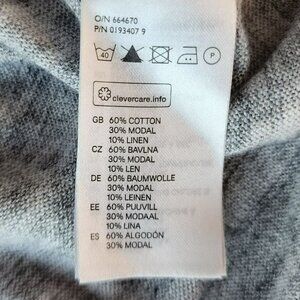 O/N 664670
P/N 0193407 9
40 P
clevercare.info
GB 60% COTTON
30% MODAL
10% LINEN
CZ 60% BAVLNA
30% MODAL
10% LEN
DE 60% BAUMWOLLE
30% MODAL
10% LEINEN
EE 60% PUUVILL
30% MODAAL
10% LINA
ES 60% ALGODÓN
30% MODAL